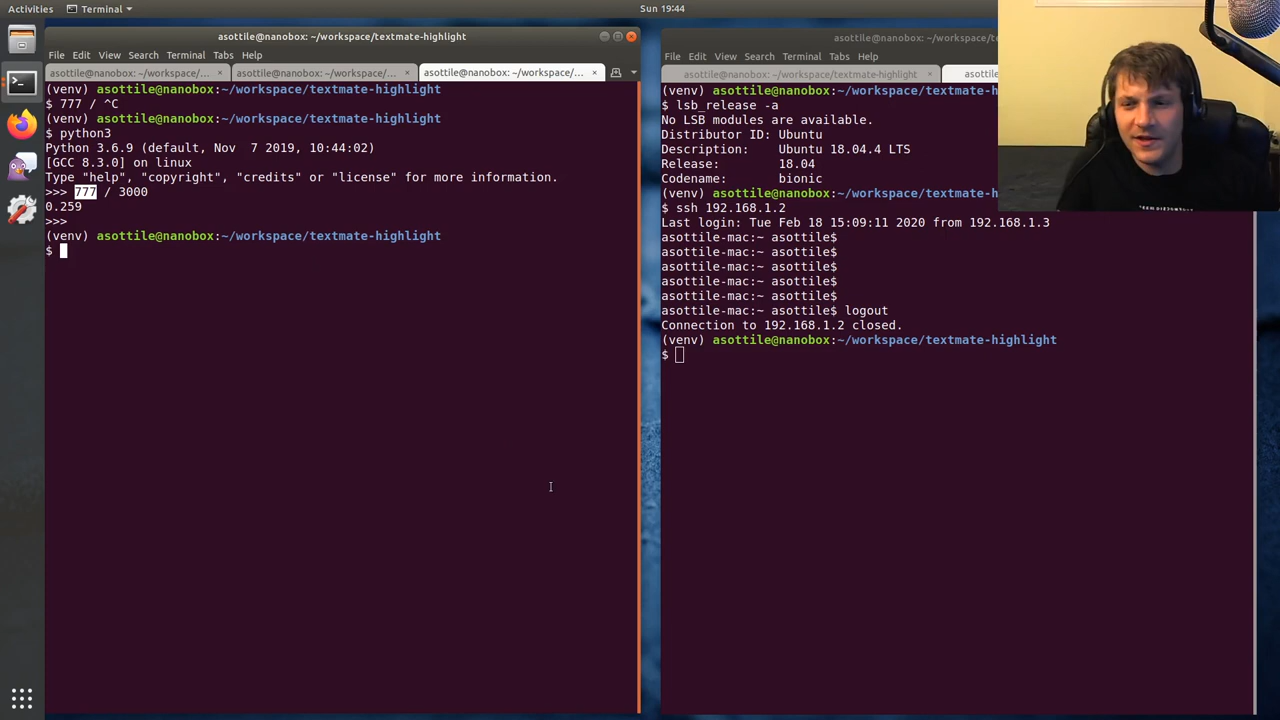 Activities
Terminal
Sun 19:44
asottile@nanobox: ~/workspace/textmate-highlight
File Edit View Search Terminal Tabs Help
asottile@nanobox: ~/workspace/... × asottile@nanobox: ~/workspace/... × asottile@nanobox: ~/workspace/... ×
(venv) asottile@nanobox:~/workspace/textmate-highlight
$ 777 / ^C
(venv) asottile@nanobox:~/workspace/textmate-highlight
$ python3
Python 3.6.9 (default, Nov  7 2019, 10:44:02)
[GCC 8.3.0] on linux
Type "help", "copyright", "credits" or "license" for more information.
>>> 777 / 3000
0.259
>>>
(venv) asottile@nanobox:~/workspace/textmate-highlight
$
asottile@nanobox: ~/workspace/te
File Edit View Search Terminal Tabs Help
asottile@nanobox: ~/workspace/textmate-highlight × asottile
(venv) asottile@nanobox:~/workspace/textmate-h
$ lsb_release -a
No LSB modules are available.
Distributor ID: Ubuntu
Description:    Ubuntu 18.04.4 LTS
Release:        18.04
Codename:       bionic
(venv) asottile@nanobox:~/workspace/textmate-h
$ ssh 192.168.1.2
Last login: Tue Feb 18 15:09:11 2020 from 192.168.1.3
asottile-mac:~ asottile$
asottile-mac:~ asottile$
asottile-mac:~ asottile$
asottile-mac:~ asottile$
asottile-mac:~ asottile$
asottile-mac:~ asottile$ logout
Connection to 192.168.1.2 closed.
(venv) asottile@nanobox:~/workspace/textmate-highlight
$